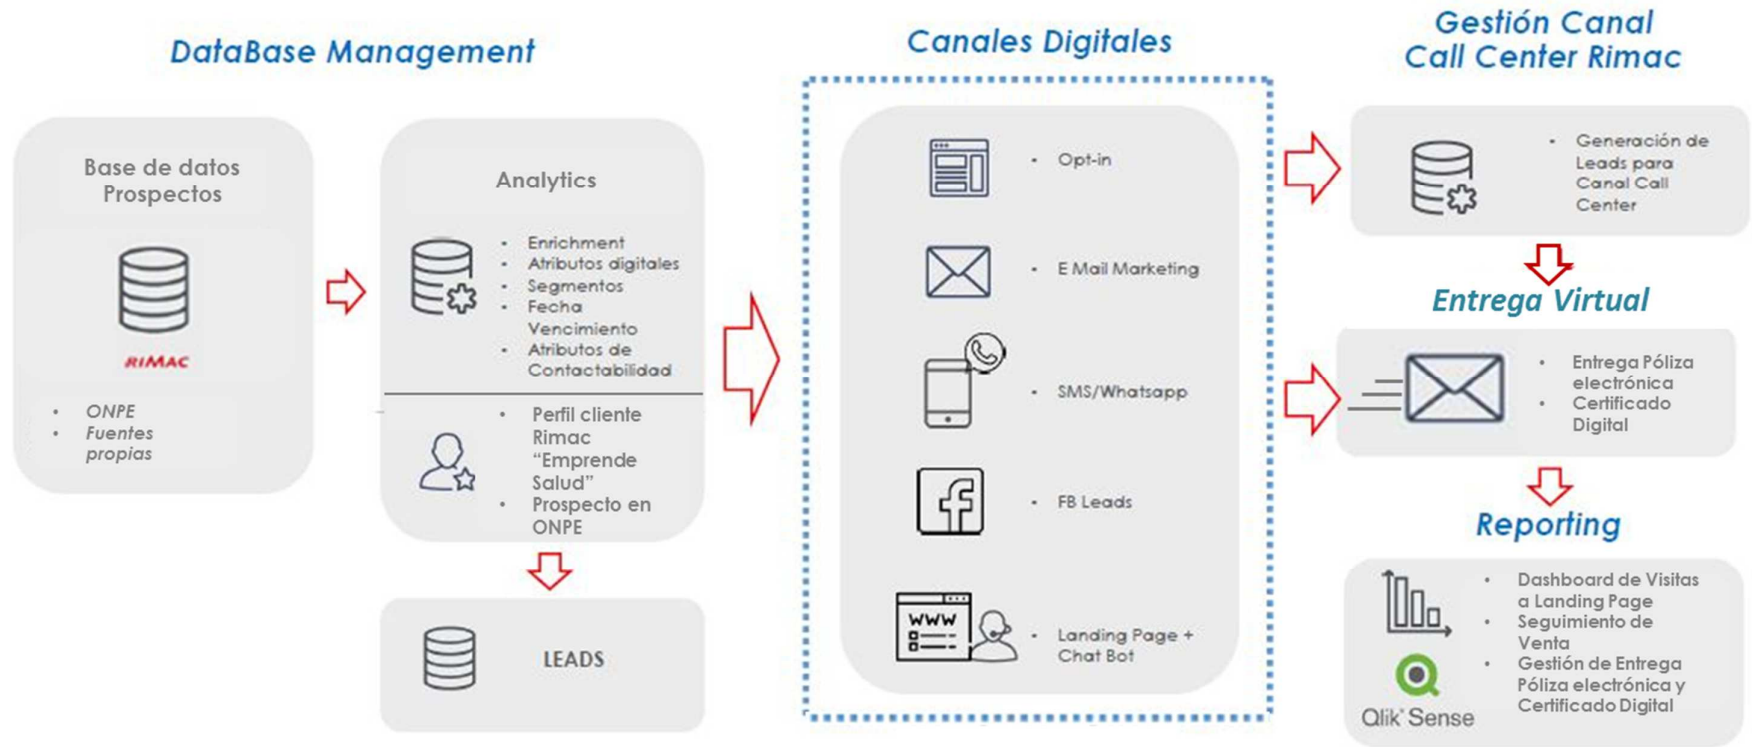 DataBase Management
Base de datos
Prospectos
RIMAC
• ONPE
• Fuentes
propias
Analytics
• Enrichment
• Atributos digitales
• Segmentos
• Fecha
Vencimiento
• Atributos de
Contactabilidad
• Perfil cliente
Rimac
“Emprende
Salud”
• Prospecto en
ONPE
LEADS
Canales Digitales
• Opt-in
• E Mail Marketing
• SMS/Whatsapp
• FB Leads
WWW
• Landing Page +
Chat Bot
Gestión Canal
Call Center Rimac
• Generación de
Leads para
Canal Call
Center
Entrega Virtual
• Entrega Póliza
electrónica
• Certificado
Digital
Reporting
• Dashboard de Visitas
a Landing Page
• Seguimiento de
Venta
• Gestión de Entrega
Póliza electrónica y
Certificado Digital
Qlik Sense